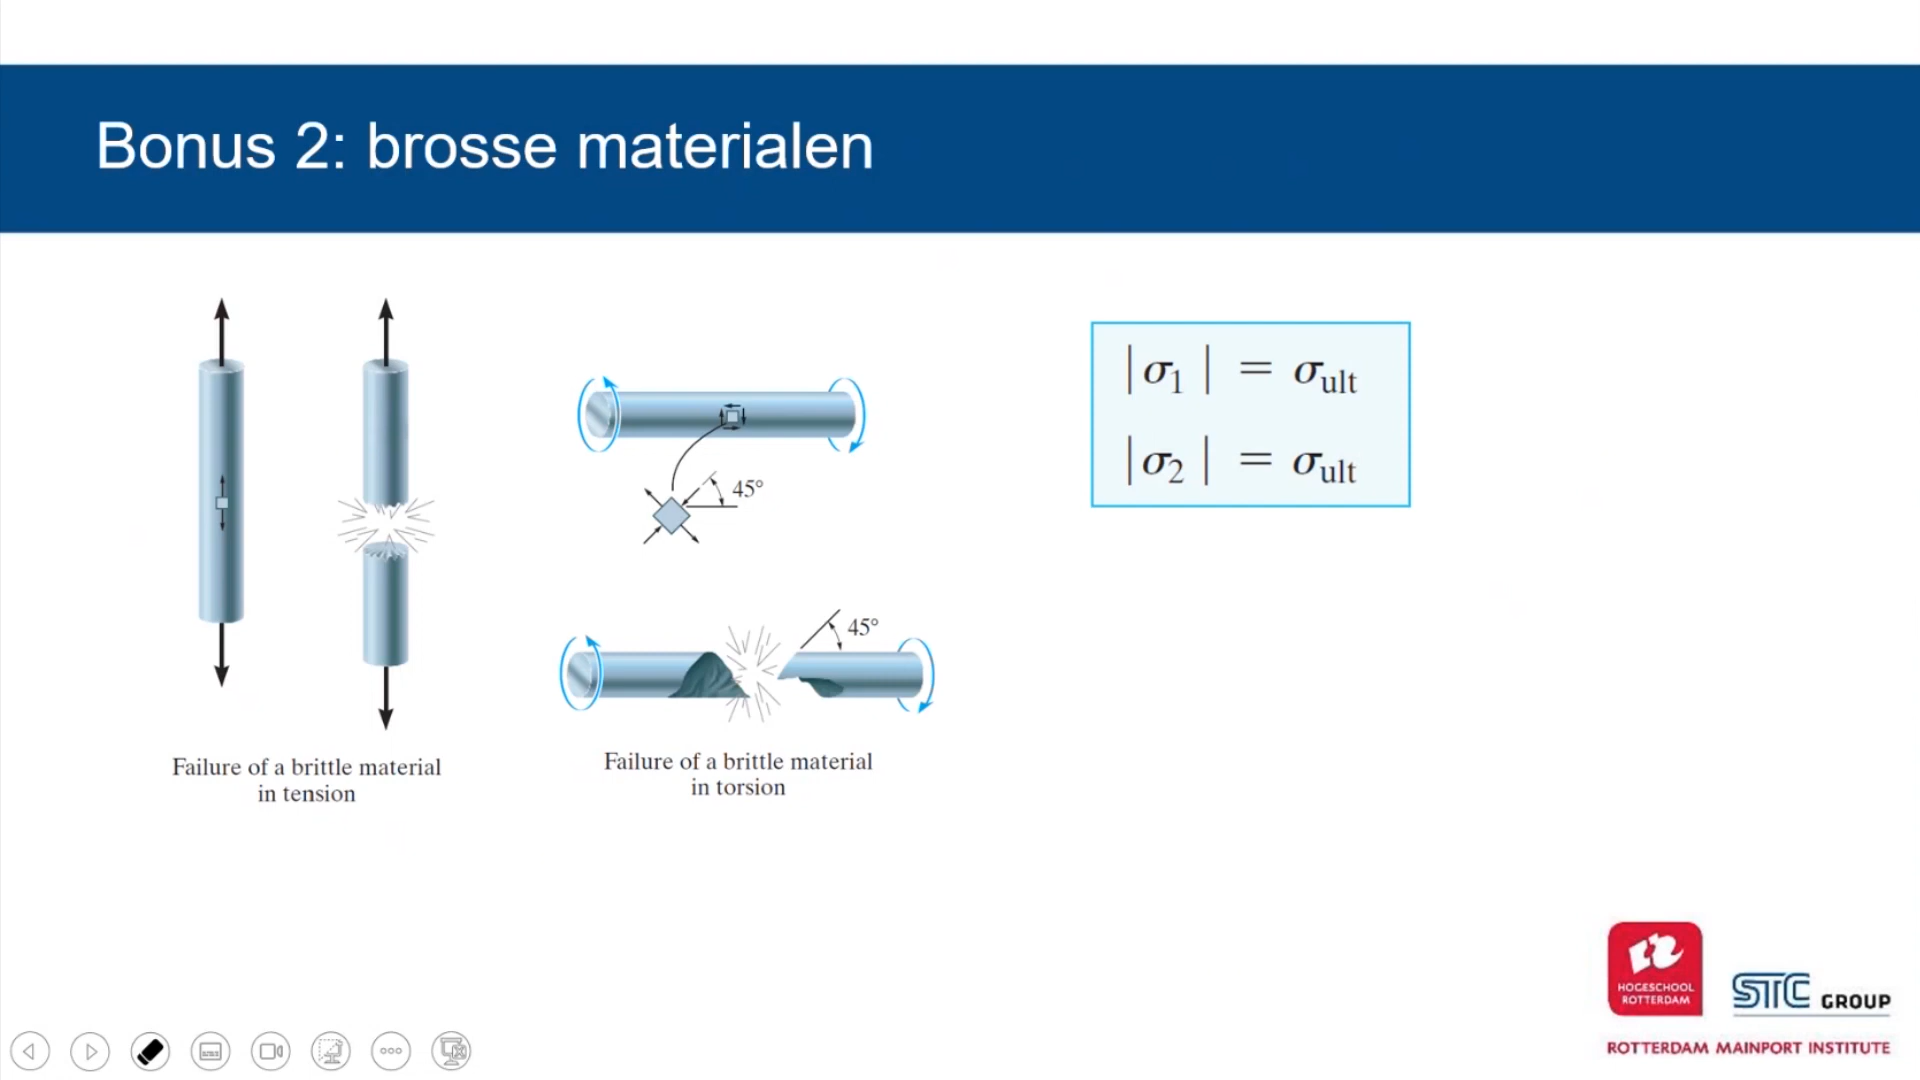 Bonus 2: brosse materialen
45°
45°
Failure of a brittle material
in tension
Failure of a brittle material
in torsion
|σ₁| = σult
|σ₂| = σult
HOGESCHOOL
ROTTERDAM
STC GROUP
ROTTERDAM MAINPORT INSTITUTE